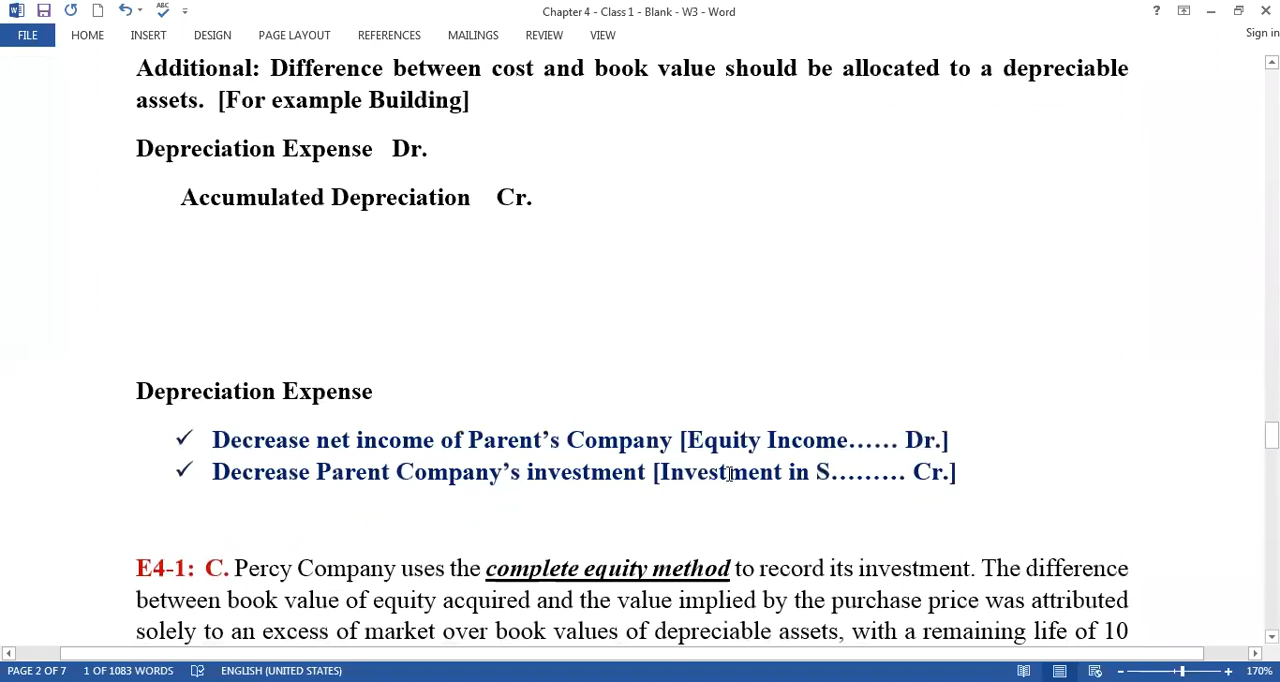 Chapter 4 - Class 1 - Blank - W3 - Word
Sign in
FILE HOME INSERT DESIGN PAGE LAYOUT REFERENCES MAILINGS REVIEW VIEW
Additional: Difference between cost and book value should be allocated to a depreciable
assets. [For example Building]
Depreciation Expense Dr.
Accumulated Depreciation Cr.
Depreciation Expense
✓ Decrease net income of Parent’s Company [Equity Income…… Dr.]
✓ Decrease Parent Company’s investment [Investment in S……… Cr.]
E4-1: C. Percy Company uses the complete equity method to record its investment. The difference
between book value of equity acquired and the value implied by the purchase price was attributed
solely to an excess of market over book values of depreciable assets, with a remaining life of 10
PAGE 2 OF 7 1 OF 1083 WORDS ENGLISH (UNITED STATES) 170%